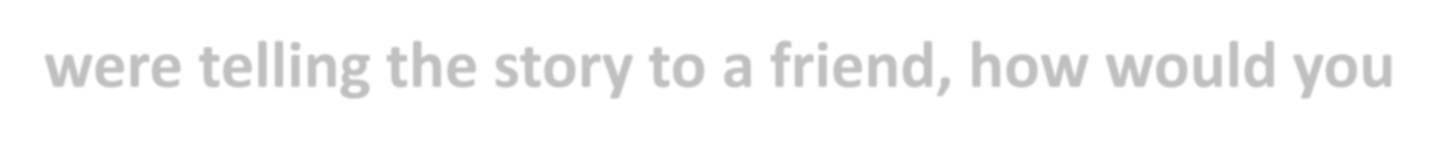 were telling the story to a friend, how would you